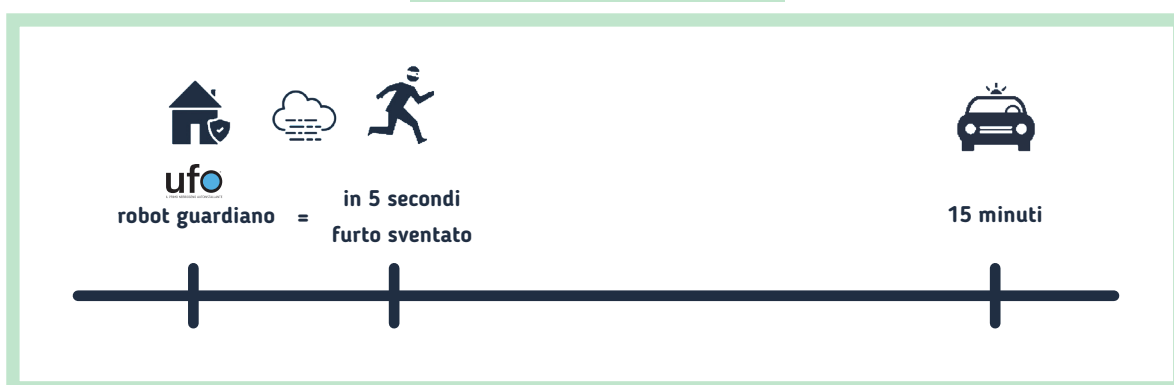 ufo
robot guardiano =
in 5 secondi
furto sventato
15 minuti